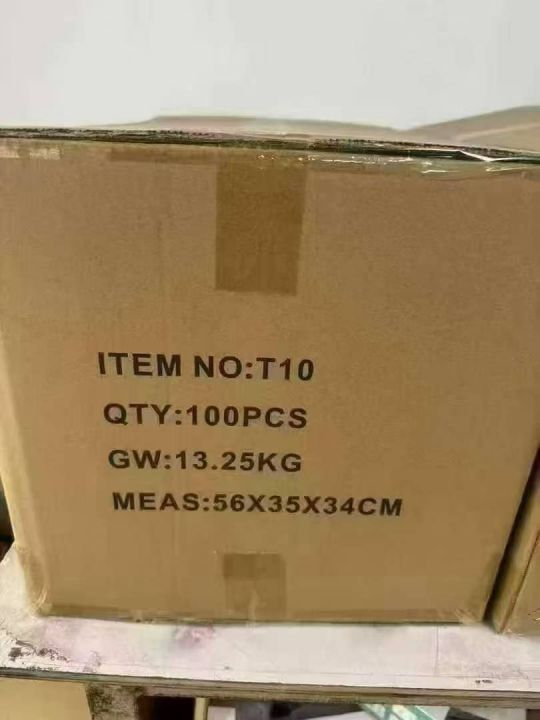 ITEM NO:T10
QTY:100PCS
GW:13.25KG
MEAS:56X35X34CM